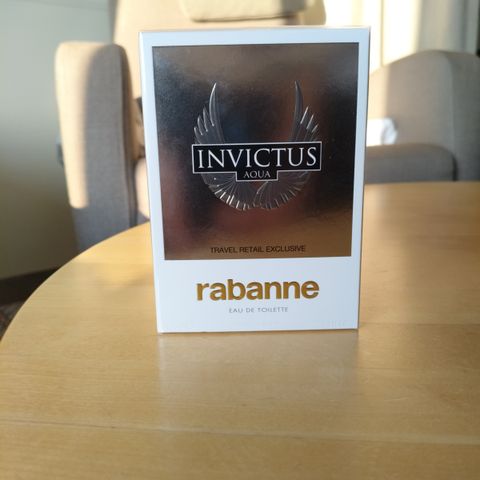 INVICTUS
AQUA
TRAVEL RETAIL EXCLUSIVE
rabanne
EAU DE TOILETTE